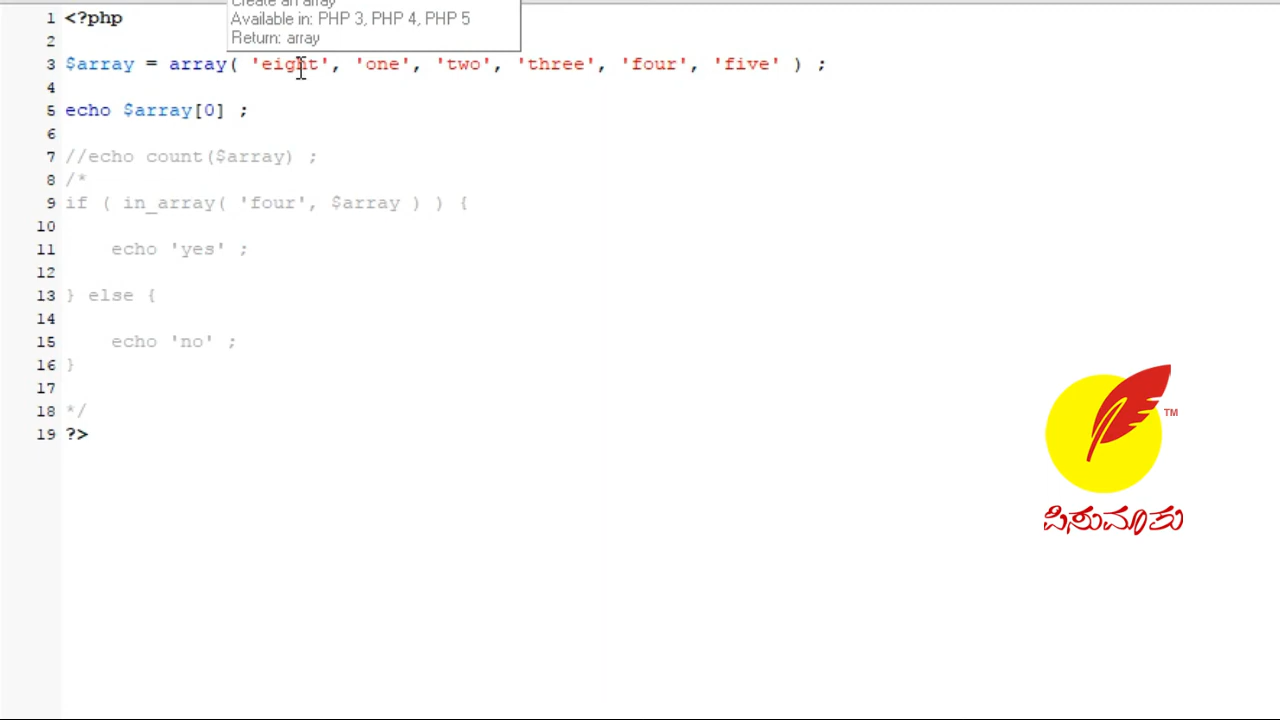 Create an array
Available in: PHP 3, PHP 4, PHP 5
Return: array
1 <?php
2
3 $array = array( 'eight', 'one', 'two', 'three', 'four', 'five' ) ;
4
5 echo $array[0] ;
6
7 //echo count($array) ;
8 /*
9 if ( in_array( 'four', $array ) ) {
10
11     echo 'yes' ;
12
13 } else {
14
15     echo 'no' ;
16 }
17
18 */
19 ?>
TM
ಪಿಸುಮಾತು